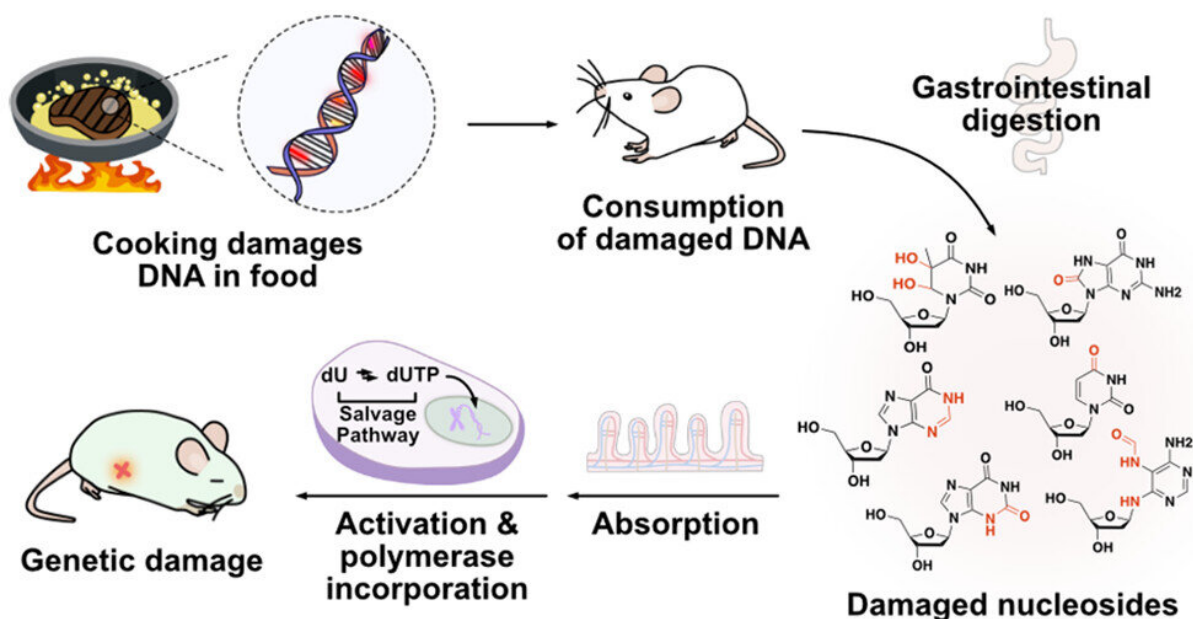 Cooking damages
DNA in food
Consumption
of damaged DNA
Gastrointestinal
digestion
HO
HO
O
NH
N
O
HO
O
OH
H
N
O
N
O
NH
N
NH2
HO
O
OH
O
N
NH
N
N
HO
O
OH
O
NH
N
O
HO
O
OH
O
N
NH
N
N
H
O
HO
O
OH
O
HN
NH2
N
HN
N
HO
O
OH
Damaged nucleosides
Absorption
dU dUTP
Salvage
Pathway
Activation &
polymerase
incorporation
Genetic damage